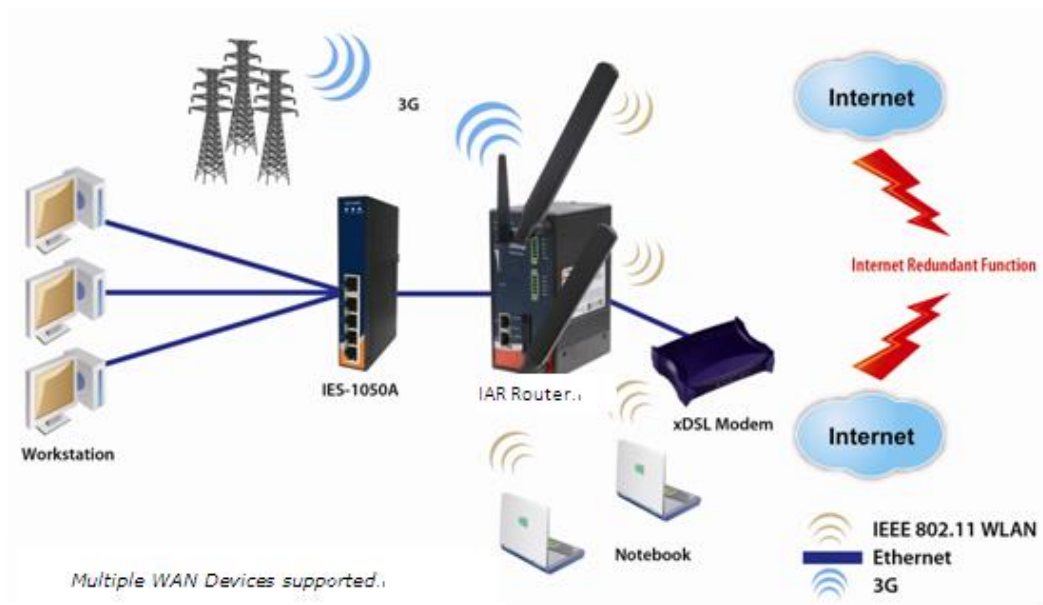 3G
Internet
Internet Redundant Function
IES-1050A
IAR Router.
xDSL Modem
Workstation
Internet
Notebook
IEEE 802.11 WLAN
Ethernet
3G
Multiple WAN Devices supported.